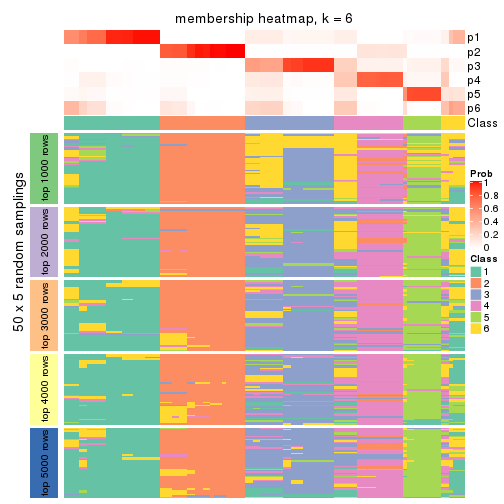 membership heatmap, k = 6
p1
p2
p3
p4
p5
p6
Class
50 x 5 random samplings
top 1000 rows
top 2000 rows
top 3000 rows
top 4000 rows
top 5000 rows
Prob
1
0.8
0.6
0.4
0.2
0
Class
1
2
3
4
5
6